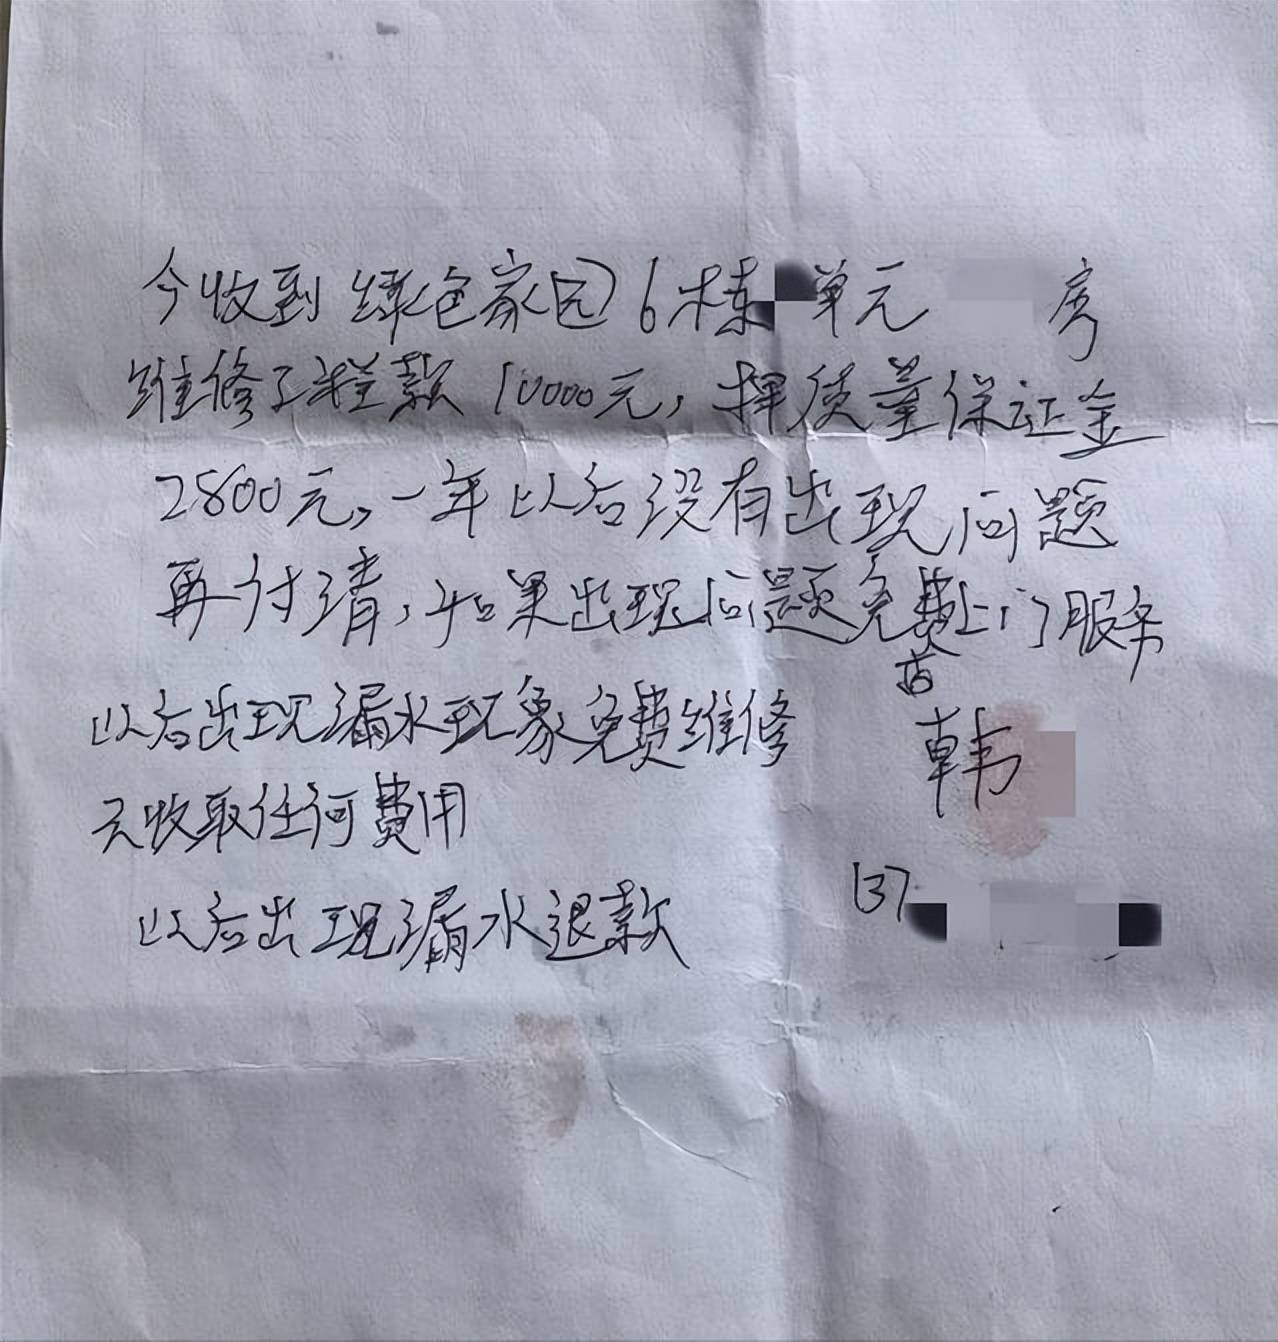 今收到绿色家园6栋 单元 房
维修工程款10000元，押质量保证金
2800元，一年以后没有出现问题
再付清，如果出现问题免费上门服务
以后出现漏水现象免费维修
不收取任何费用
韩
137
以后出现漏水退款